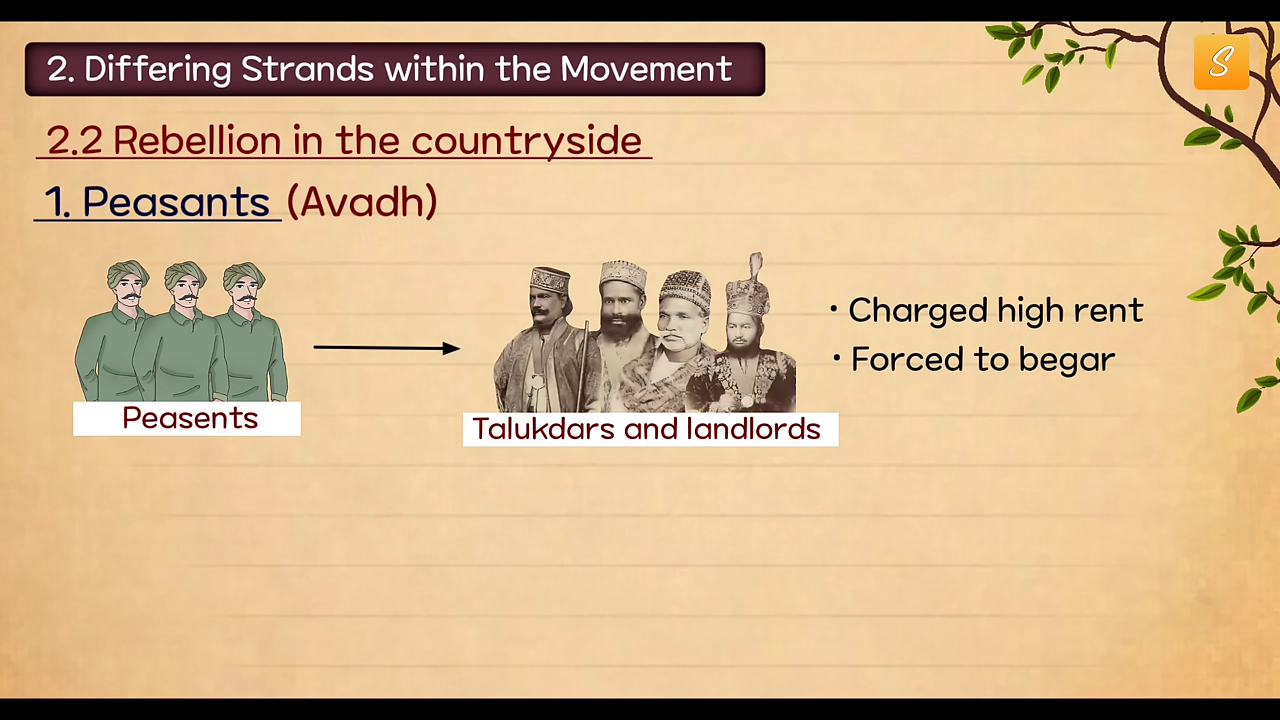 2. Differing Strands within the Movement
S
2.2 Rebellion in the countryside
1. Peasants (Avadh)
• Charged high rent
• Forced to begar
Peasents
Talukdars and landlords